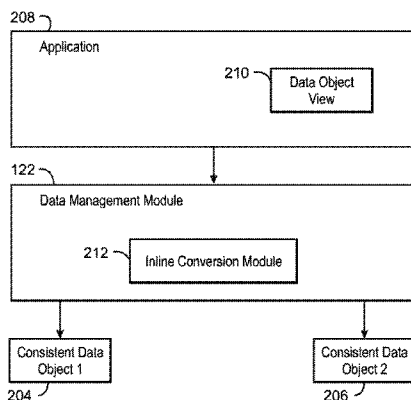 208
Application
210
Data Object
View
122
Data Management Module
212
Inline Conversion Module
Consistent Data
Object 1
Consistent Data
Object 2
204
206